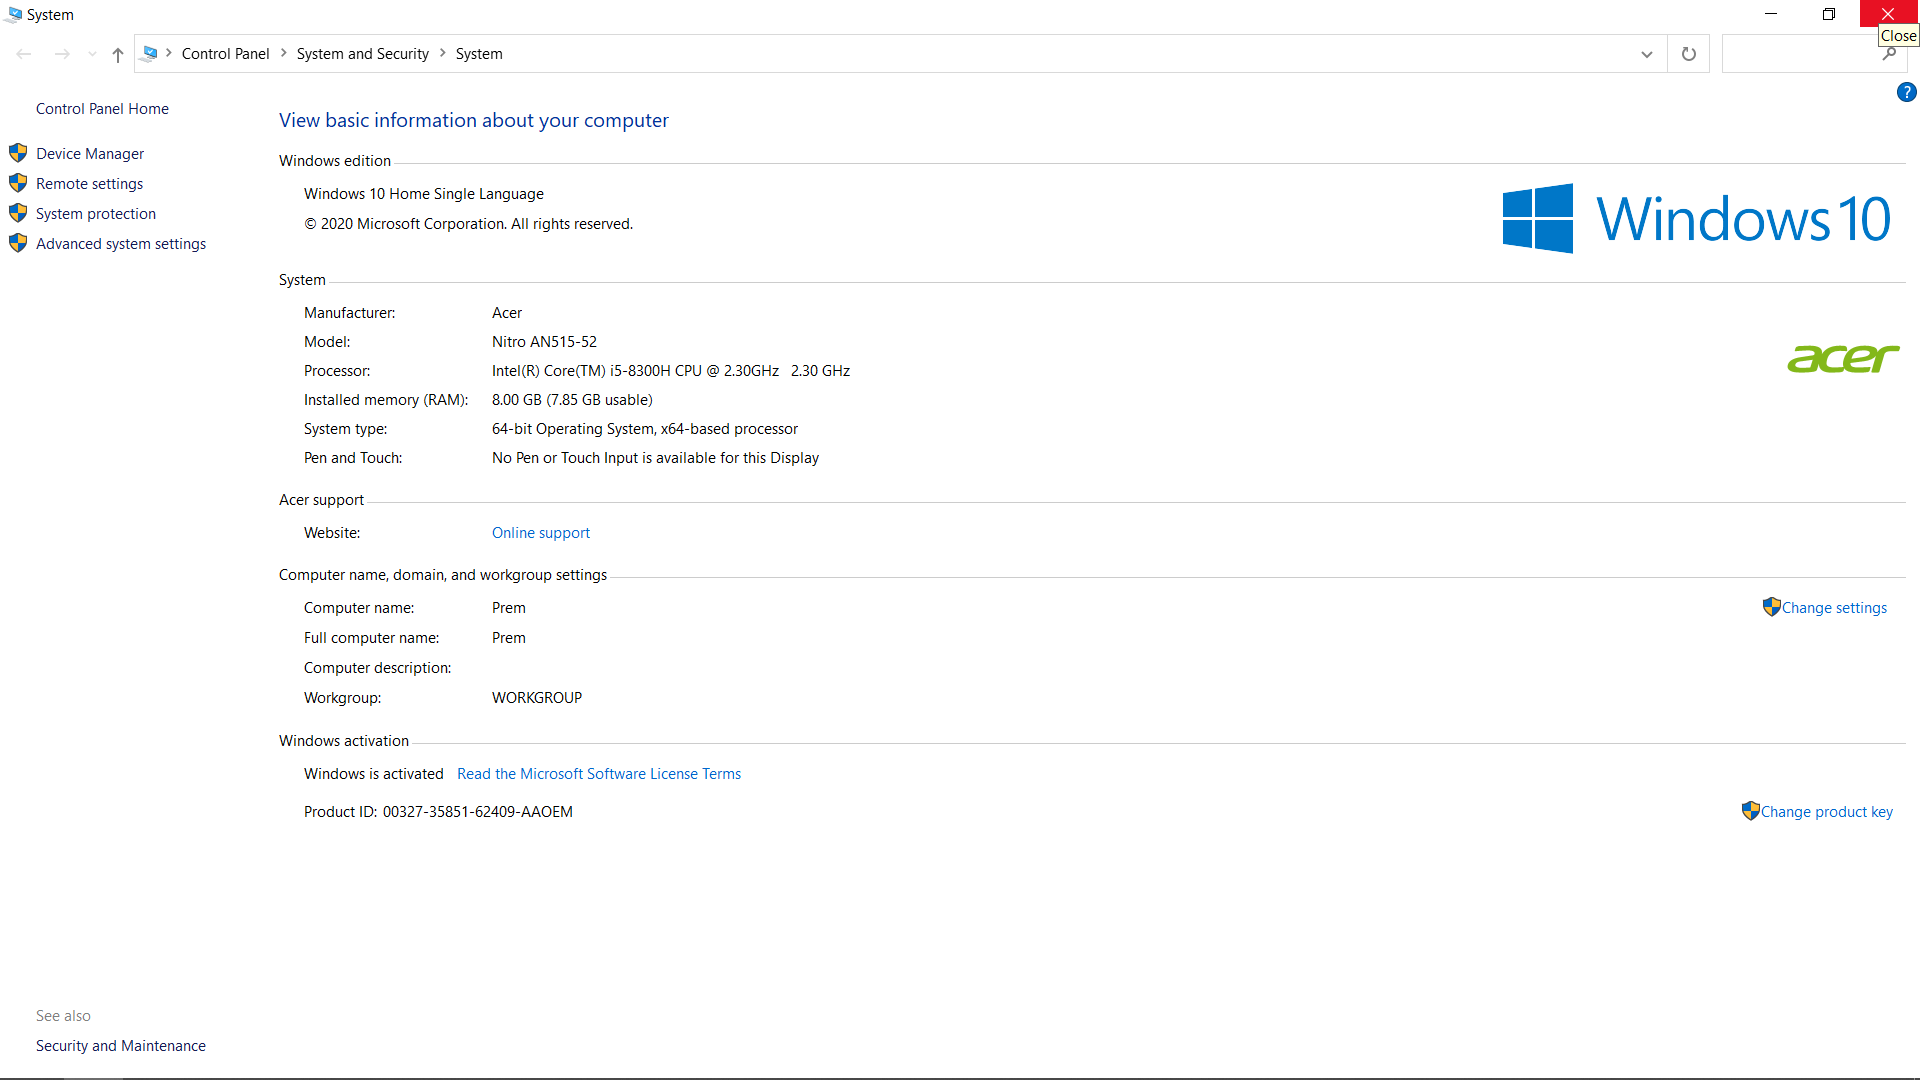 System
Close
Control Panel System and Security System
Control Panel Home
Device Manager
Remote settings
System protection
Advanced system settings
View basic information about your computer
Windows edition
Windows 10 Home Single Language
© 2020 Microsoft Corporation. All rights reserved.
Windows 10
System
Manufacturer: Acer
Model: Nitro AN515-52
Processor: Intel(R) Core(TM) i5-8300H CPU @ 2.30GHz 2.30 GHz
Installed memory (RAM): 8.00 GB (7.85 GB usable)
System type: 64-bit Operating System, x64-based processor
Pen and Touch: No Pen or Touch Input is available for this Display
acer
Acer support
Website: Online support
Computer name, domain, and workgroup settings
Computer name: Prem
Change settings
Full computer name: Prem
Computer description:
Workgroup: WORKGROUP
Windows activation
Windows is activated Read the Microsoft Software License Terms
Product ID: 00327-35851-62409-AAOEM
Change product key
See also
Security and Maintenance